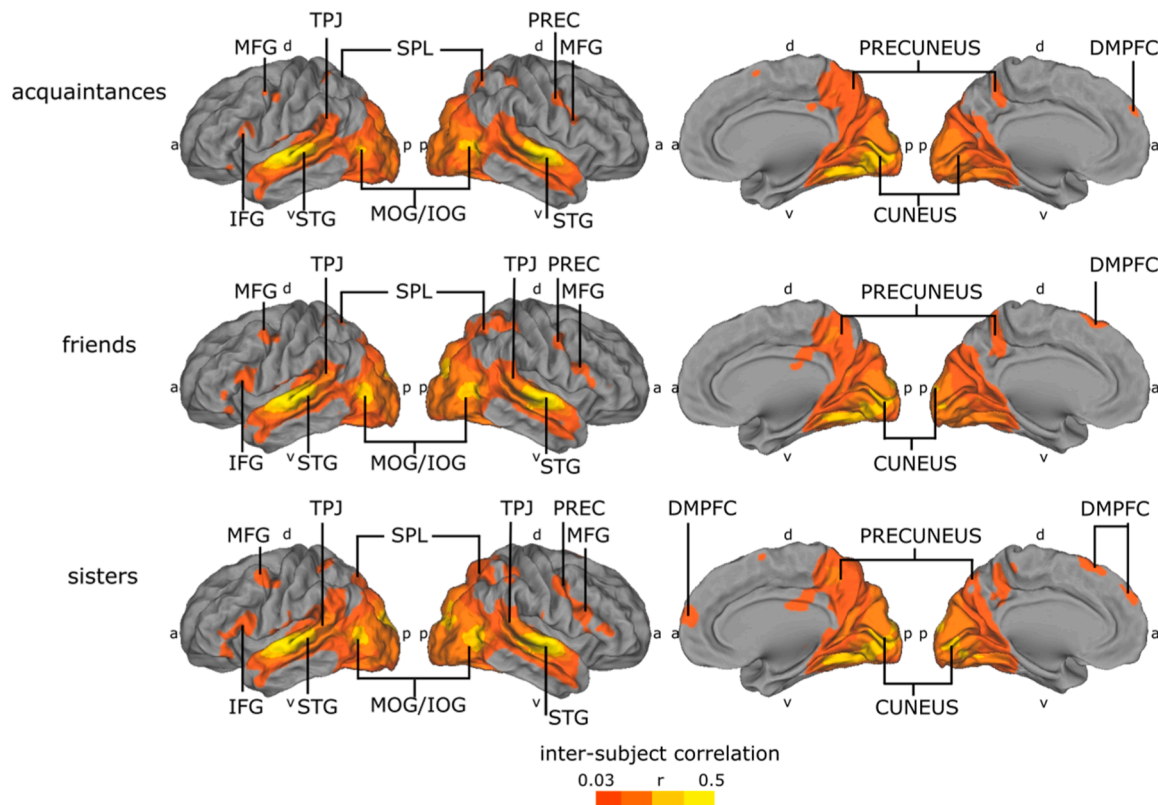 TPJ PREC
MFG d SPL d MFG d PRECUNEUS d DMPFC
acquaintances
a p p a a p p a
IFG v STG MOG/IOG v STG v CUNEUS v
TPJ TPJ PREC DMPFC
MFG d SPL d MFG d PRECUNEUS d
friends
a p p a a p p a
IFG v STG MOG/IOG v STG v CUNEUS v
TPJ TPJ PREC DMPFC DMPFC
MFG d SPL d MFG d PRECUNEUS d
sisters
a p p a a p p a
IFG v STG MOG/IOG v STG v CUNEUS v
inter-subject correlation
0.03 r 0.5